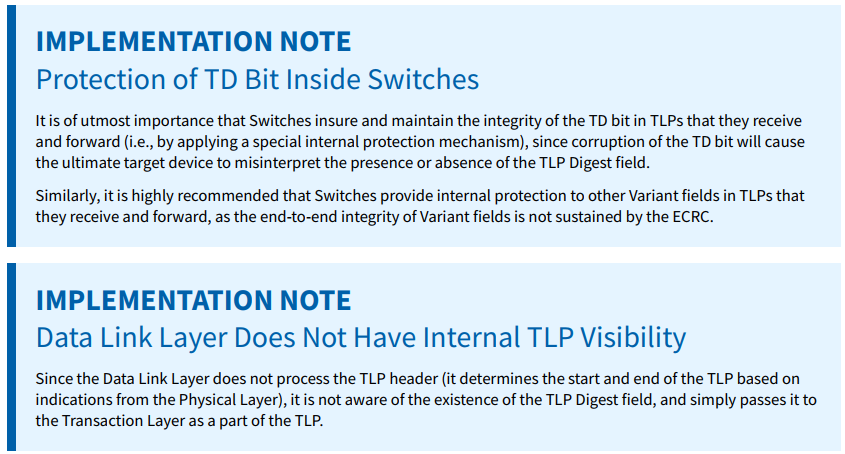 IMPLEMENTATION NOTE
Protection of TD Bit Inside Switches
It is of utmost importance that Switches insure and maintain the integrity of the TD bit in TLPs that they receive
and forward (i.e., by applying a special internal protection mechanism), since corruption of the TD bit will cause
the ultimate target device to misinterpret the presence or absence of the TLP Digest field.
Similarly, it is highly recommended that Switches provide internal protection to other Variant fields in TLPs that
they receive and forward, as the end-to-end integrity of Variant fields is not sustained by the ECRC.
IMPLEMENTATION NOTE
Data Link Layer Does Not Have Internal TLP Visibility
Since the Data Link Layer does not process the TLP header (it determines the start and end of the TLP based on
indications from the Physical Layer), it is not aware of the existence of the TLP Digest field, and simply passes it to
the Transaction Layer as a part of the TLP.